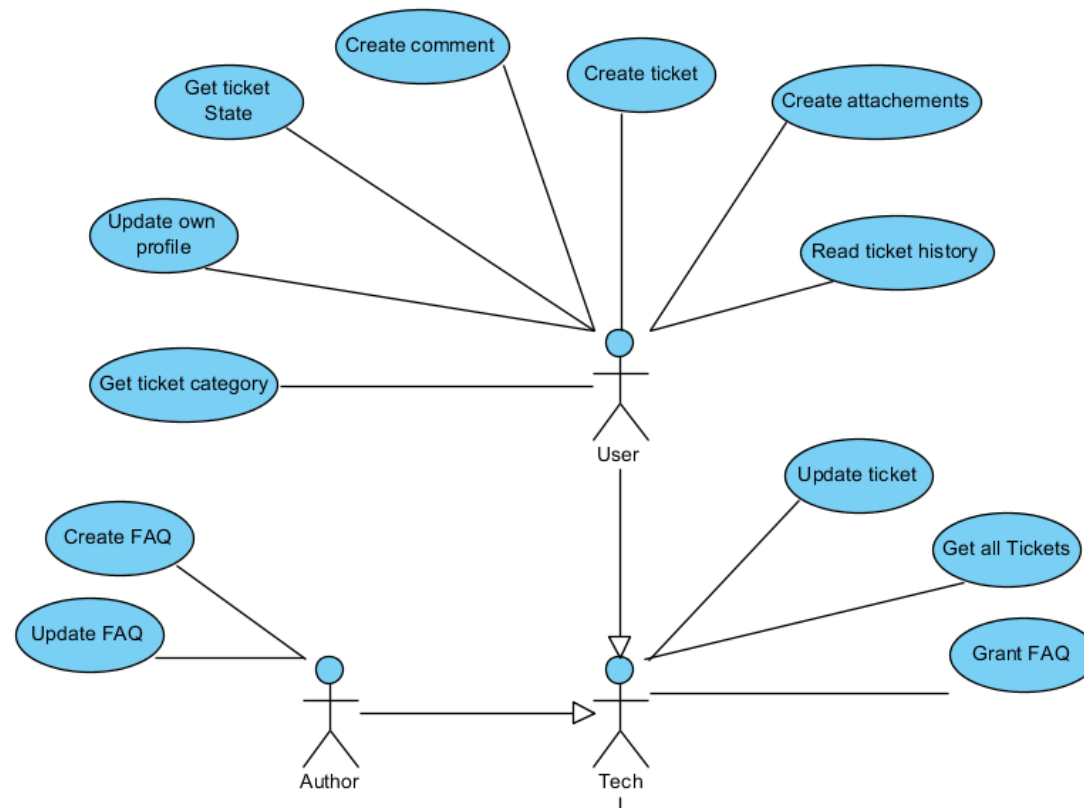 Create comment
Create ticket
Get ticket
State
Create attachements
Update own
profile
Read ticket history
Get ticket category
User
Update ticket
Create FAQ
Get all Tickets
Update FAQ
Grant FAQ
Author
Tech